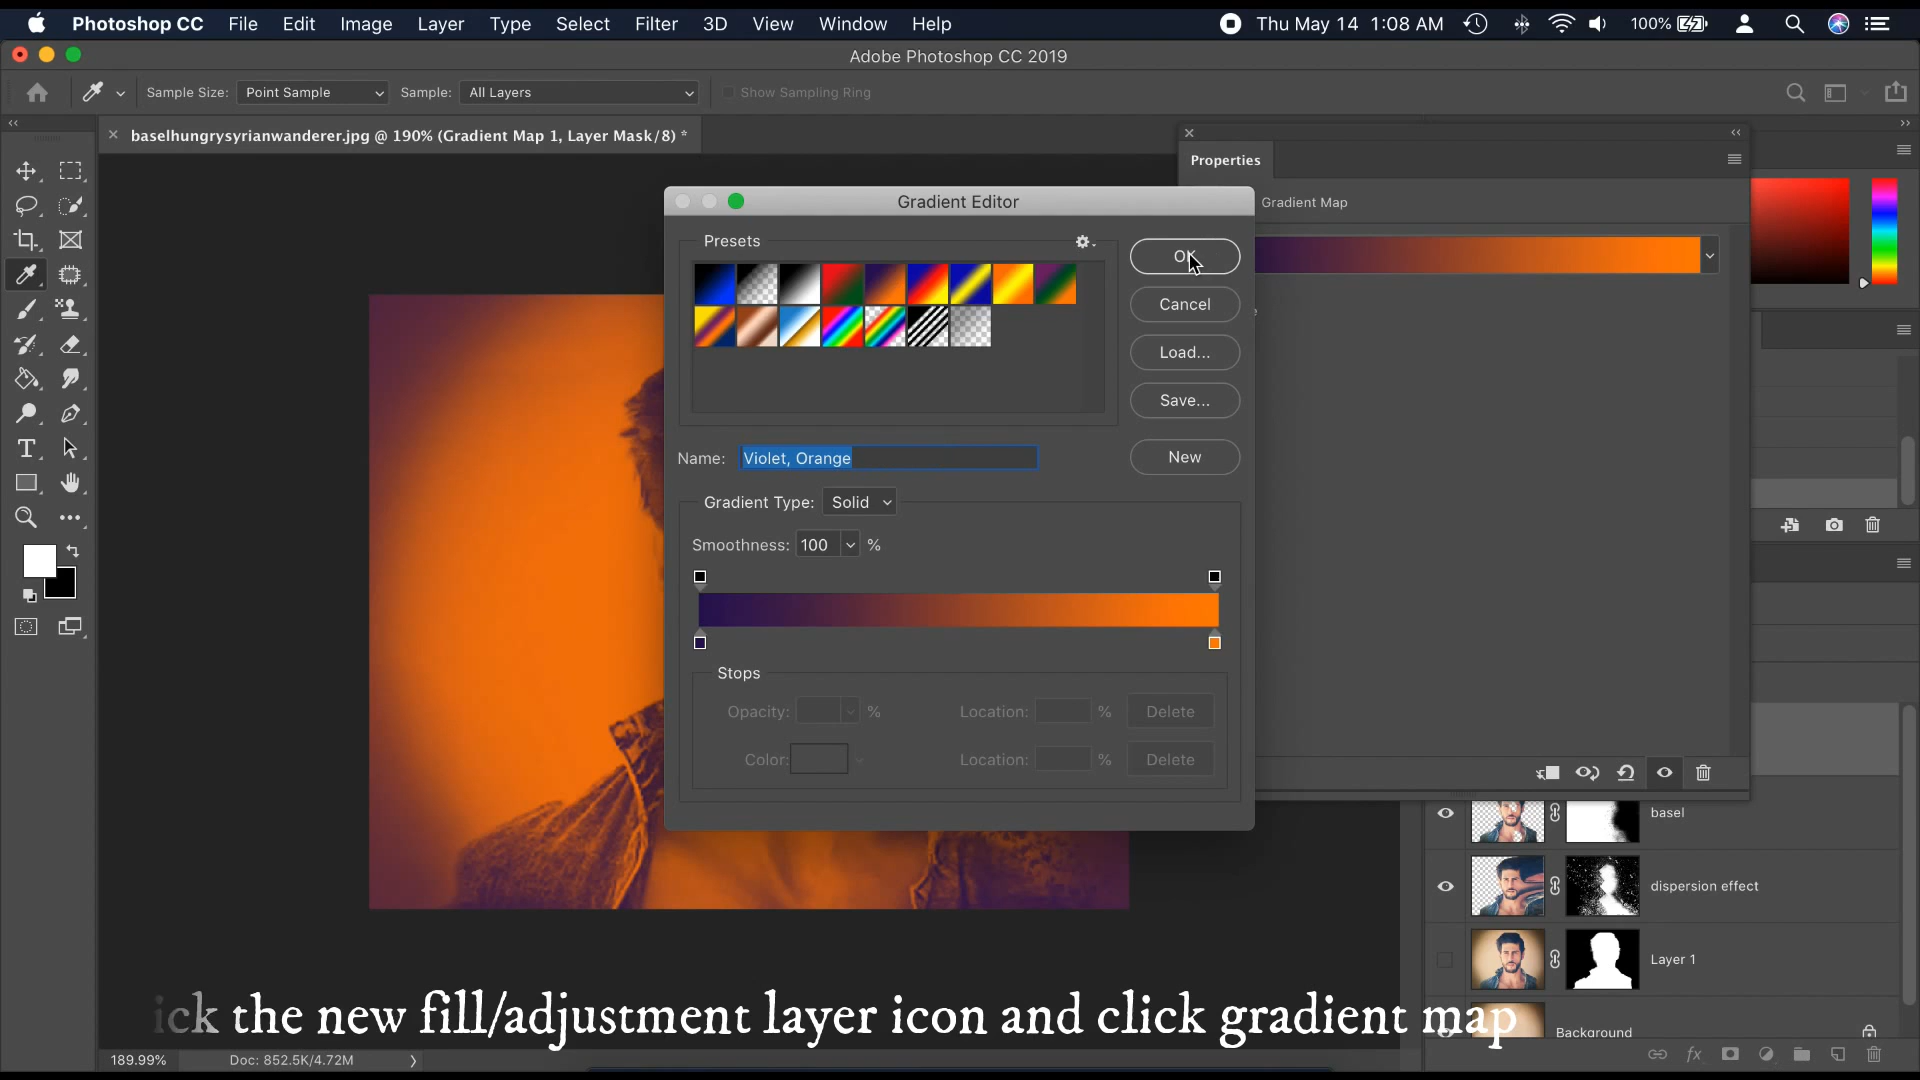 Photoshop CC File Edit Image Layer Type Select Filter 3D View Window Help Thu May 14 1:08 AM 100%
Adobe Photoshop CC 2019
Sample Size: Point Sample Sample: All Layers Show Sampling Ring
baselhungrysyrianwanderer.jpg @ 190% (Gradient Map 1, Layer Mask/8) *
Properties
Gradient Editor
Gradient Map
Presets
OK
Cancel
Load...
Save...
Name: Violet, Orange
New
Gradient Type: Solid
Smoothness: 100 %
Stops
Opacity: % Location: % Delete
Color: Location: % Delete
basel
dispersion effect
Layer 1
Background
ick the new fill/adjustment layer icon and click gradient map
189.99% Doc: 852.5K/4.72M
fx